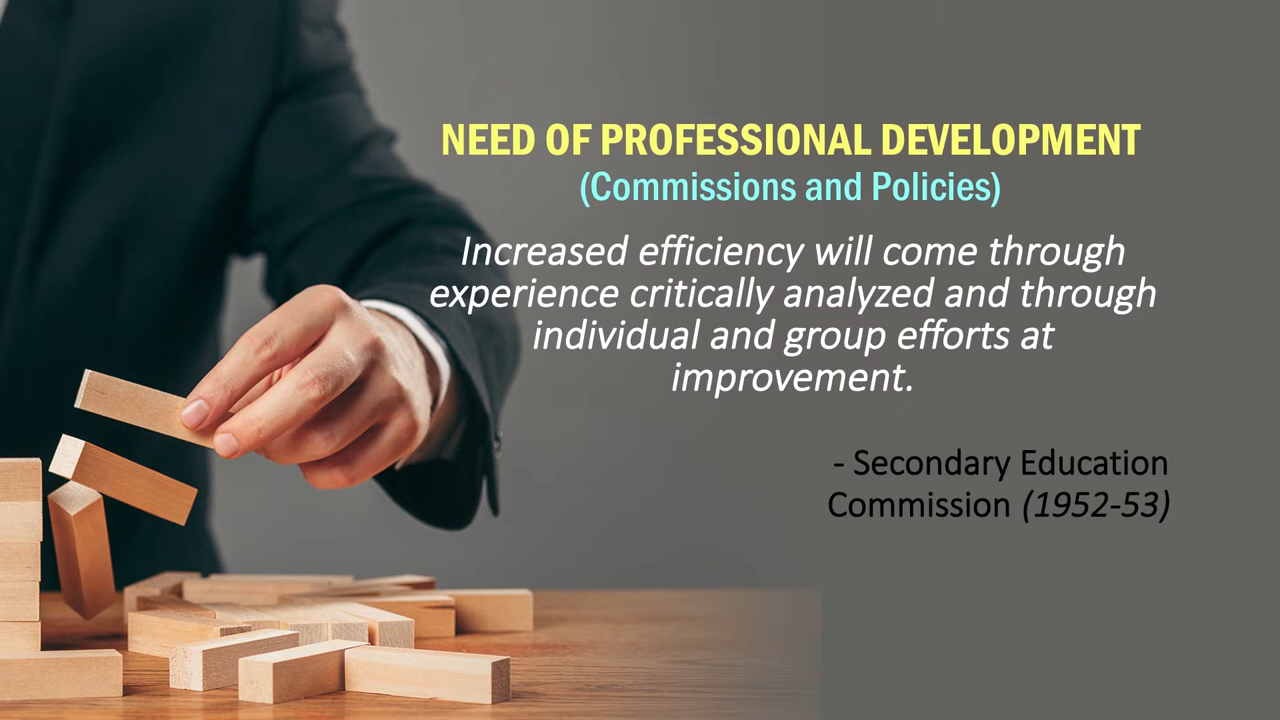 NEED OF PROFESSIONAL DEVELOPMENT
(Commissions and Policies)
Increased efficiency will come through
experience critically analyzed and through
individual and group efforts at
improvement.
- Secondary Education
Commission (1952-53)